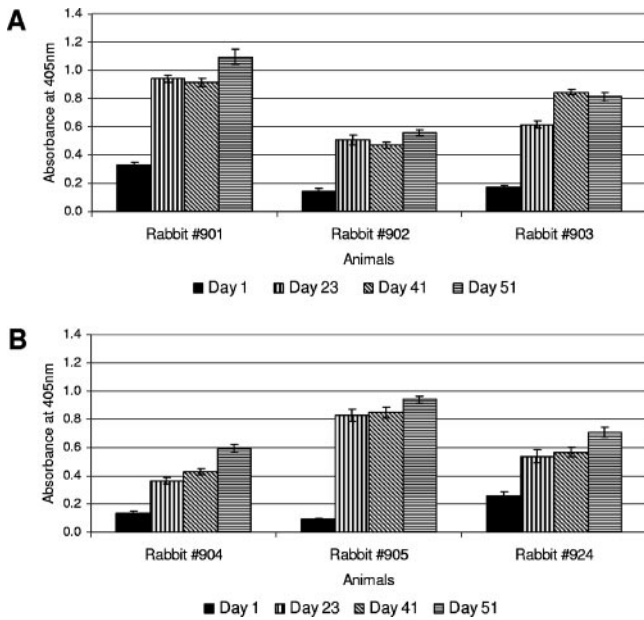 A
Absorbance at 405nm
1.4
1.2
1.0
0.8
0.6
0.4
0.2
0.0
Rabbit #901 Rabbit #902 Rabbit #903
Animals
Day 1 Day 23 Day 41 Day 51
B
Absorbance at 405nm
1.4
1.2
1.0
0.8
0.6
0.4
0.2
0.0
Rabbit #904 Rabbit #905 Rabbit #924
Animals
Day 1 Day 23 Day 41 Day 51